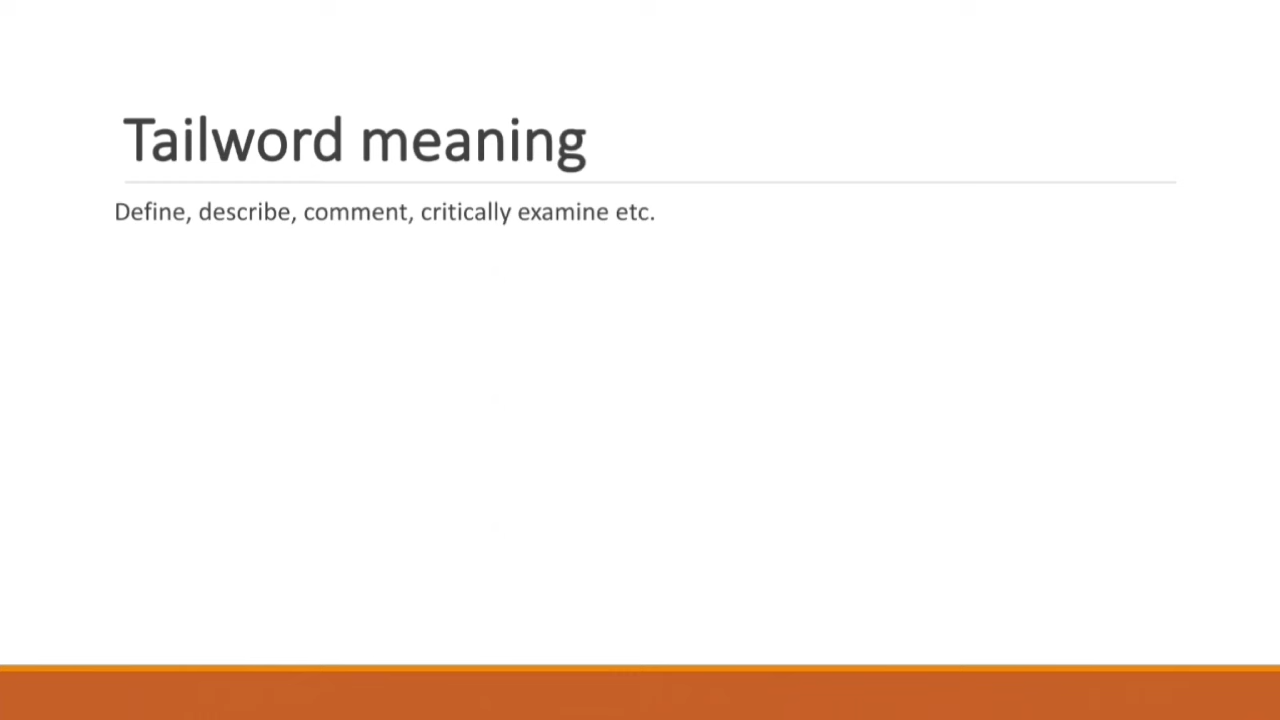 Tailword meaning
Define, describe, comment, critically examine etc.